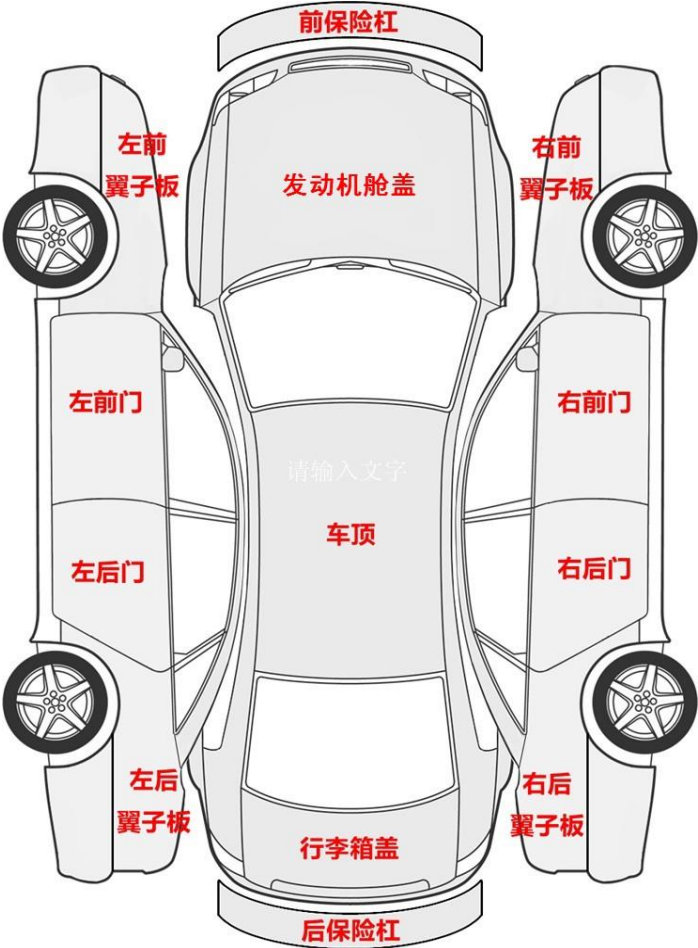 前保险杠
左前
翼子板
发动机舱盖
右前
翼子板
左前门
右前门
请输入文字
车顶
左后门
右后门
左后
翼子板
行李箱盖
右后
翼子板
后保险杠